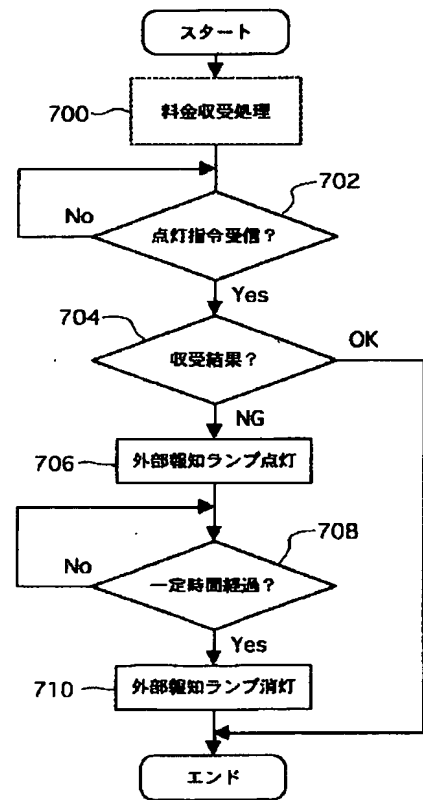 スタート
700
料金収受処理
702
No
点灯指令受信？
Yes
704
収受結果？
OK
NG
706
外部報知ランプ点灯
708
No
一定時間経過？
Yes
710
外部報知ランプ消灯
エンド